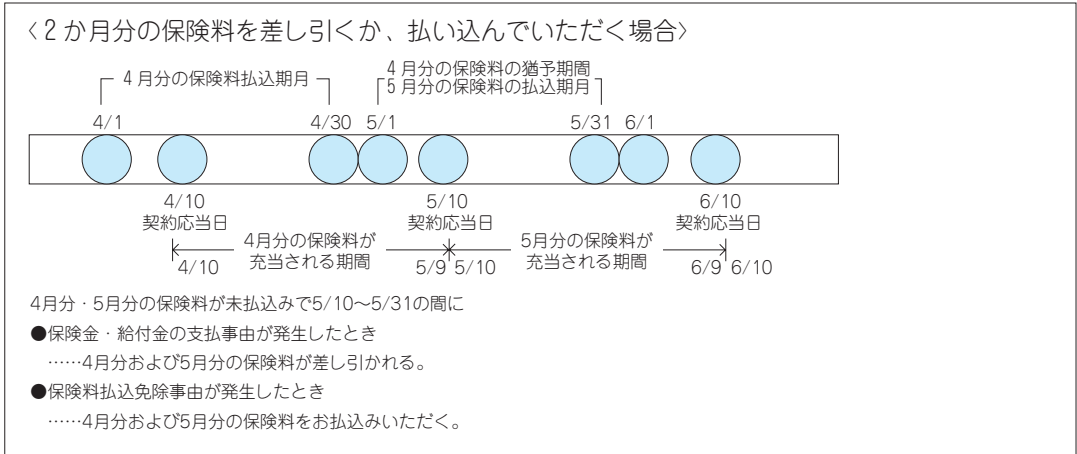 〈2か月分の保険料を差し引くか、払い込んでいただく場合〉
4月分の保険料払込期月
4月分の保険料の猶予期間
5月分の保険料の払込期月
4/1
4/30
5/1
5/31
6/1
4/10
契約応当日
5/10
契約応当日
6/10
契約応当日
4月分の保険料が
充当される期間
5月分の保険料が
充当される期間
4/10
5/9
5/10
6/9
6/10
4月分・5月分の保険料が未払込みで5/10〜5/31の間に
●保険金・給付金の支払事由が発生したとき
……4月分および5月分の保険料が差し引かれる。
●保険料払込免除事由が発生したとき
……4月分および5月分の保険料をお払込みいただく。